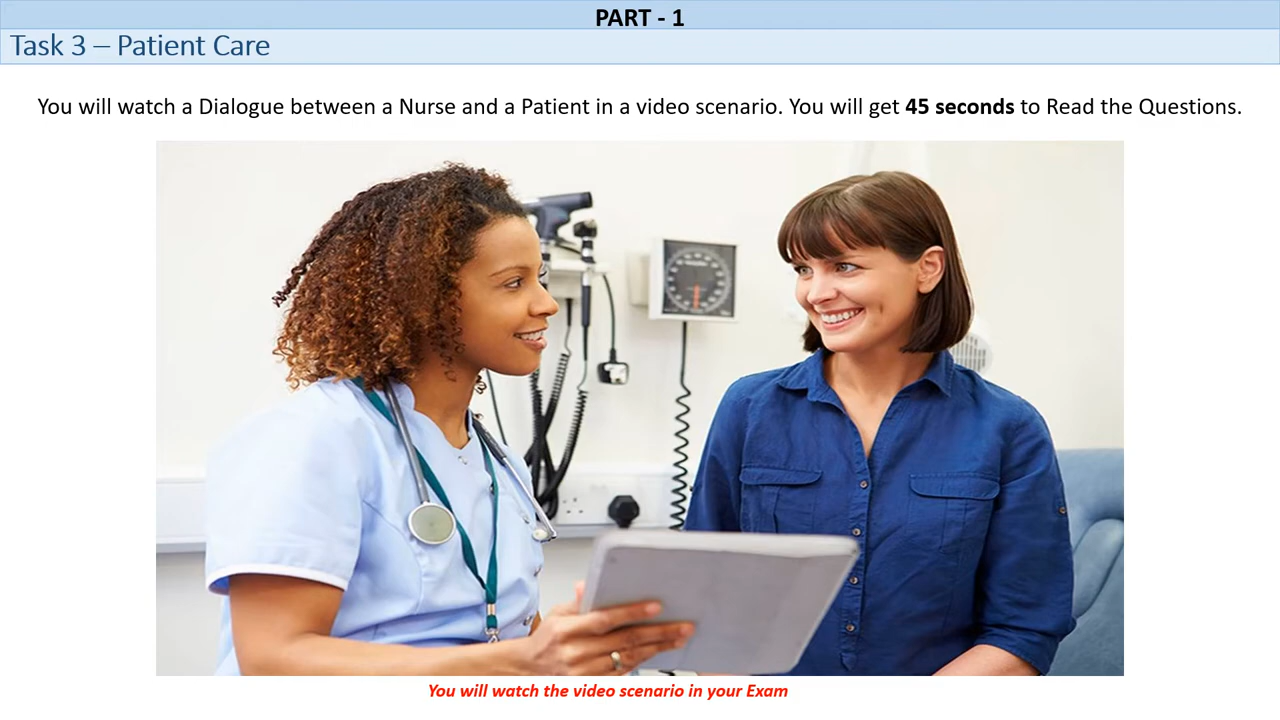 PART - 1
Task 3 – Patient Care
You will watch a Dialogue between a Nurse and a Patient in a video scenario. You will get 45 seconds to Read the Questions.
You will watch the video scenario in your Exam